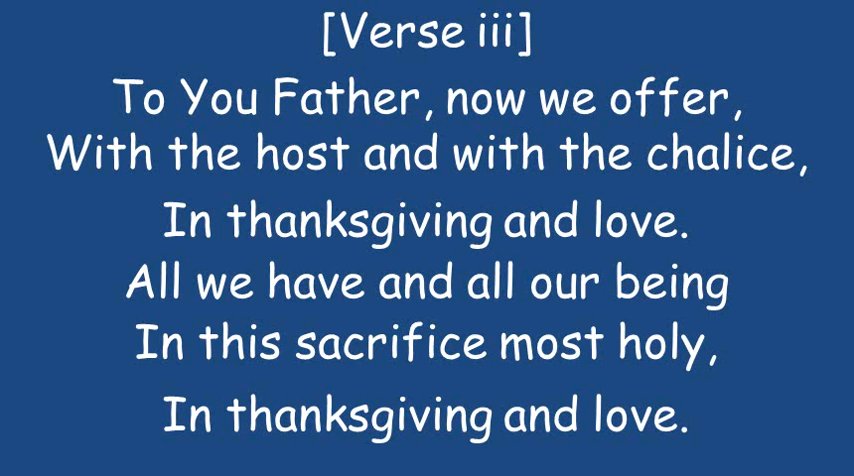 [Verse iii]
To You Father, now we offer,
With the host and with the chalice,
In thanksgiving and love.
All we have and all our being
In this sacrifice most holy,
In thanksgiving and love.